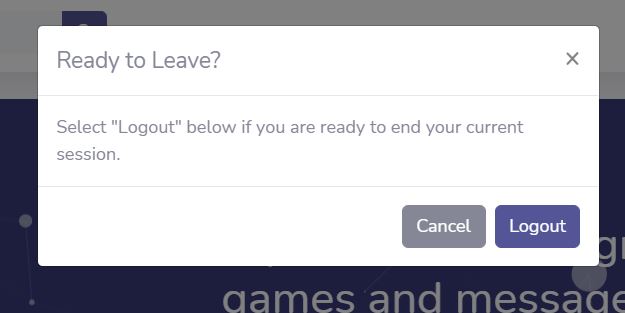 Ready to Leave?
×
Select "Logout" below if you are ready to end your current
session.
Cancel
Logout
games and message